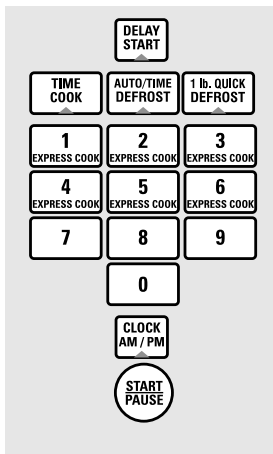 DELAY
START
TIME
COOK
AUTO/TIME
DEFROST
1 lb. QUICK
DEFROST
1
EXPRESS COOK
2
EXPRESS COOK
3
EXPRESS COOK
4
EXPRESS COOK
5
EXPRESS COOK
6
EXPRESS COOK
7
8
9
0
CLOCK
AM / PM
START
PAUSE